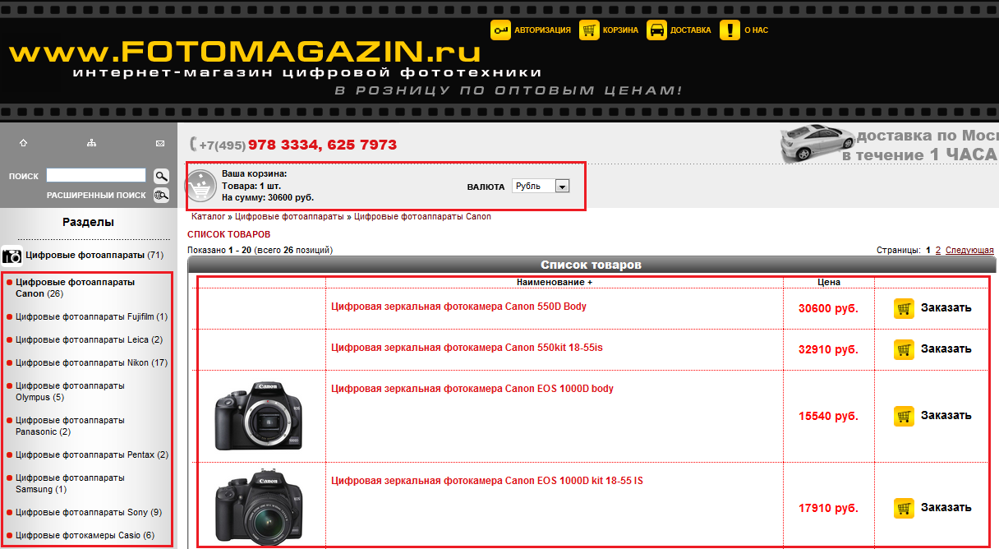 АВТОРИЗАЦИЯ КОРЗИНА ДОСТАВКА О НАС
www.FOTOMAGAZIN.ru
интернет-магазин цифровой фототехники
В РОЗНИЦУ ПО ОПТОВЫМ ЦЕНАМ!
+7(495) 978 3334, 625 7973
доставка по Моск
в течение 1 ЧАСА
ПОИСК
РАСШИРЕННЫЙ ПОИСК
Ваша корзина:
Товара: 1 шт.
На сумму: 30600 руб.
ВАЛЮТА Рубль
Разделы
Цифровые фотоаппараты (71)
Цифровые фотоаппараты
Canon (26)
Цифровые фотоаппараты Fujifilm (1)
Цифровые фотоаппараты Leica (2)
Цифровые фотоаппараты Nikon (17)
Цифровые фотоаппараты
Olympus (5)
Цифровые фотоаппараты
Panasonic (2)
Цифровые фотоаппараты Pentax (2)
Цифровые фотоаппараты
Samsung (1)
Цифровые фотоаппараты Sony (9)
Цифровые фотокамеры Casio (6)
Каталог » Цифровые фотоаппараты » Цифровые фотоаппараты Canon
СПИСОК ТОВАРОВ
Показано 1 - 20 (всего 26 позиций)
Страницы: 1 2 Следующая
Список товаров
Наименование + Цена
Цифровая зеркальная фотокамера Canon 550D Body 30600 руб. Заказать
Цифровая зеркальная фотокамера Canon 550kit 18-55is 32910 руб. Заказать
Цифровая зеркальная фотокамера Canon EOS 1000D body
Canon
15540 руб. Заказать
Цифровая зеркальная фотокамера Canon EOS 1000D kit 18-55 IS
Canon
17910 руб. Заказать